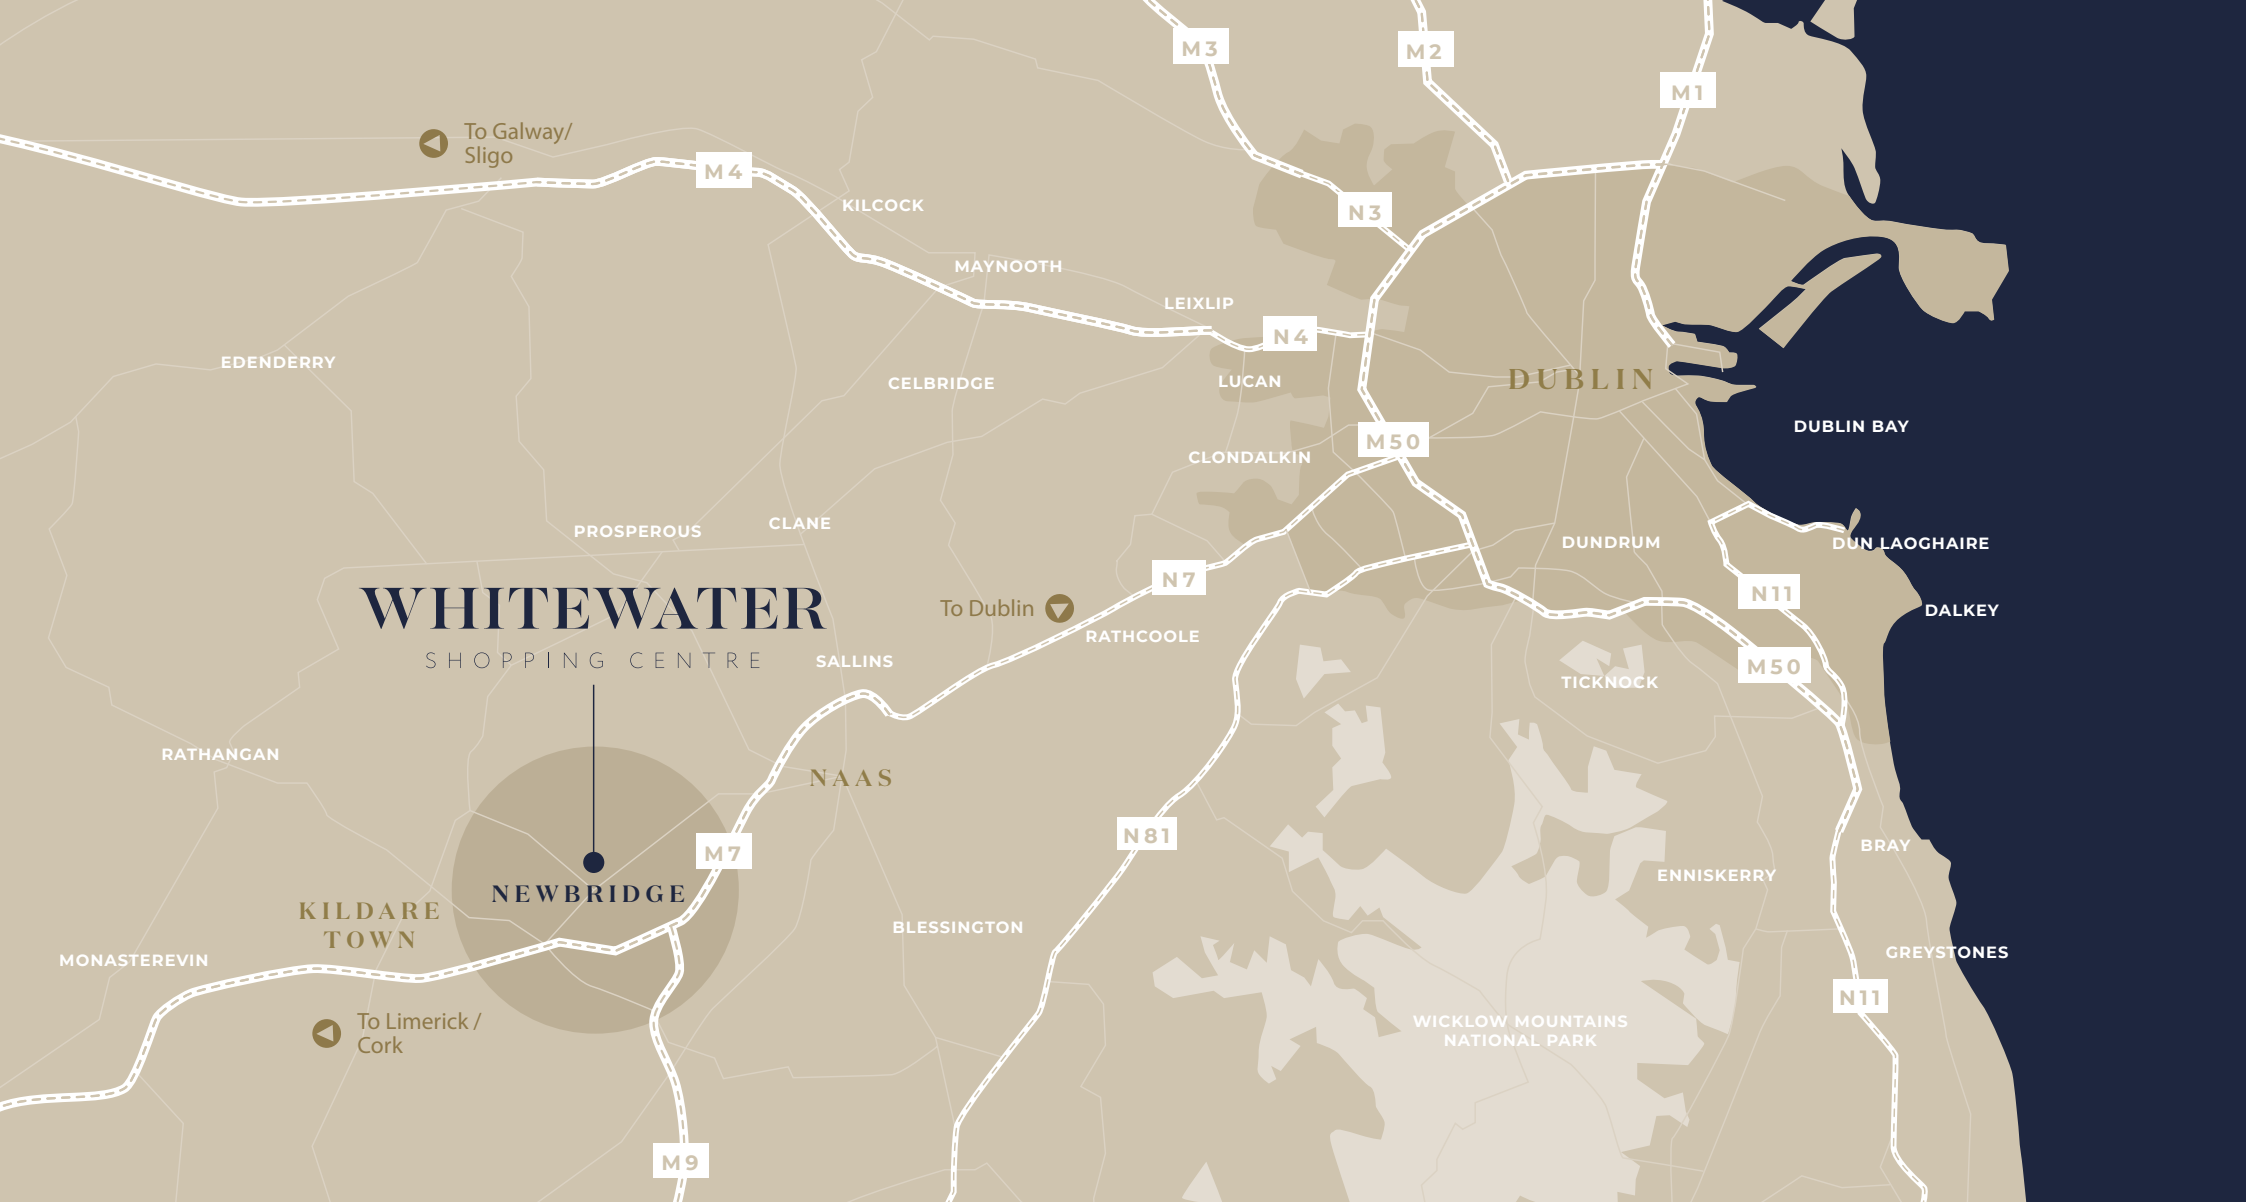 M3
M2
M1
To Galway/
Sligo
M4
KILCOCK
N3
MAYNOOTH
LEIXLIP
N4
EDENDERRY
CELBRIDGE
LUCAN
DUBLIN
DUBLIN BAY
M50
CLONDALKIN
PROSPEROUS
CLANE
DUNDRUM
DUN LAOGHAIRE
N7
N11
WHITEWATER
SHOPPING CENTRE
To Dublin
DALKEY
RATHCOOLE
SALLINS
M50
TICKNOCK
RATHANGAN
NAAS
N81
M7
BRAY
ENNISKERRY
NEWBRIDGE
KILDARE
TOWN
BLESSINGTON
MONASTEREVIN
GREYSTONES
N11
To Limerick /
Cork
WICKLOW MOUNTAINS
NATIONAL PARK
M9